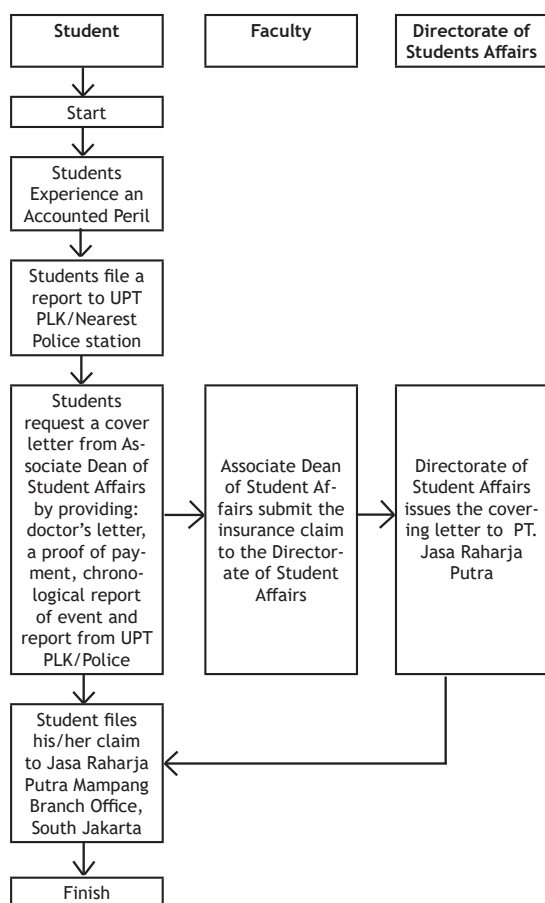 Student
Faculty
Directorate of
Students Affairs
Start
Students
Experience an
Accounted Peril
Students file a
report to UPT
PLK/Nearest
Police station
Students
request a cover
letter from As-
sociate Dean of
Student Affairs
by providing:
doctor’s letter,
a proof of pay-
ment, chrono-
logical report
of event and
report from UPT
PLK/Police
Associate Dean
of Student Af-
fairs submit the
insurance claim
to the Director-
ate of Student
Affairs
Directorate of
Student Affairs
issues the cover-
ing letter to PT.
Jasa Raharja
Putra
Student files
his/her claim
to Jasa Raharja
Putra Mampang
Branch Office,
South Jakarta
Finish